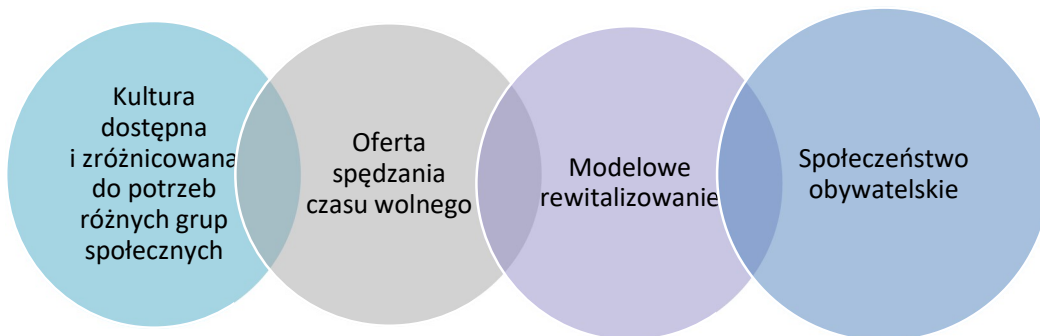 Kultura
dostępna
i zróżnicowana
do potrzeb
różnych grup
społecznych
Oferta
spędzania
czasu wolnego
Modelowe
rewitalizowanie
Społeczeństwo
obywatelskie